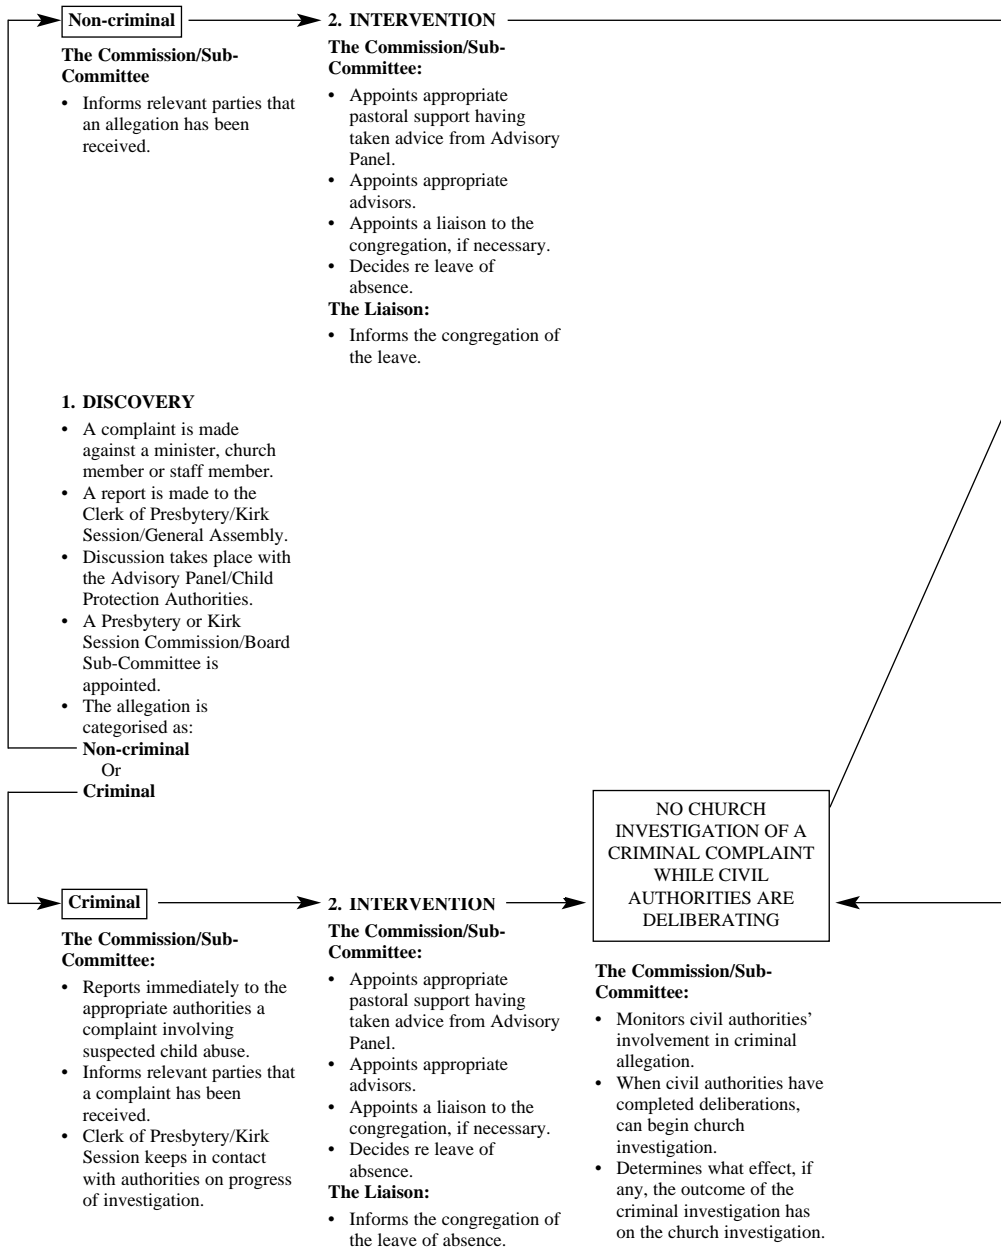 Non-criminal
The Commission/Sub-
Committee
• Informs relevant parties that
an allegation has been
received.
2. INTERVENTION
The Commission/Sub-
Committee:
• Appoints appropriate
pastoral support having
taken advice from Advisory
Panel.
• Appoints appropriate
advisors.
• Appoints a liaison to the
congregation, if necessary.
• Decides re leave of
absence.
The Liaison:
• Informs the congregation of
the leave.
1. DISCOVERY
• A complaint is made
against a minister, church
member or staff member.
• A report is made to the
Clerk of Presbytery/Kirk
Session/General Assembly.
• Discussion takes place with
the Advisory Panel/Child
Protection Authorities.
• A Presbytery or Kirk
Session Commission/Board
Sub-Committee is
appointed.
• The allegation is
categorised as:
Non-criminal
Or
Criminal
Criminal
The Commission/Sub-
Committee:
• Reports immediately to the
appropriate authorities a
complaint involving
suspected child abuse.
• Informs relevant parties that
a complaint has been
received.
• Clerk of Presbytery/Kirk
Session keeps in contact
with authorities on progress
of investigation.
2. INTERVENTION
The Commission/Sub-
Committee:
• Appoints appropriate
pastoral support having
taken advice from Advisory
Panel.
• Appoints appropriate
advisors.
• Appoints a liaison to the
congregation, if necessary.
• Decides re leave of
absence.
The Liaison:
• Informs the congregation of
the leave of absence.
NO CHURCH
INVESTIGATION OF A
CRIMINAL COMPLAINT
WHILE CIVIL
AUTHORITIES ARE
DELIBERATING
The Commission/Sub-
Committee:
• Monitors civil authorities’
involvement in criminal
allegation.
• When civil authorities have
completed deliberations,
can begin church
investigation.
• Determines what effect, if
any, the outcome of the
criminal investigation has
on the church investigation.